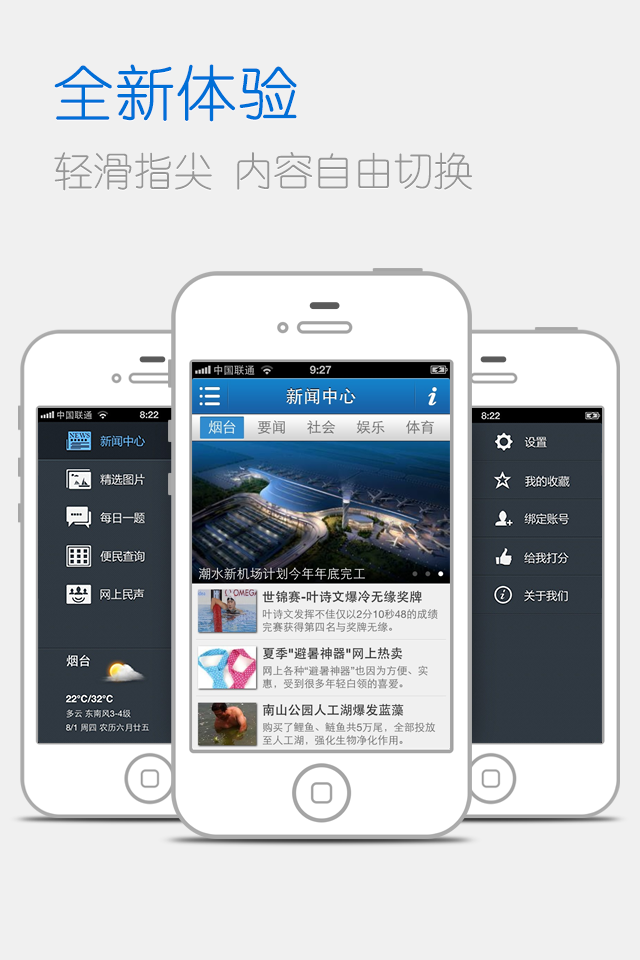 全新体验
轻滑指尖 内容自由切换
中国联通 8:22
NEWS 新闻中心
精选图片
每日一题
便民查询
网上民声
烟台
22°C/32°C
多云 东南风3-4级
8/1 周四 农历六月廿五
中国联通 9:27
新闻中心 i
烟台 要闻 社会 娱乐 体育
潮水新机场计划今年年底完工
OMEGA
世锦赛-叶诗文爆冷无缘奖牌
叶诗文发挥不佳仅以2分10秒48的成绩
完赛获得第四名与奖牌无缘。
夏季"避暑神器"网上热卖
网上各种"避暑神器"也因为方便、实
惠，受到很多年轻白领的喜爱。
南山公园人工湖爆发蓝藻
购买了鲤鱼、鲢鱼共5万尾，全部投放
至人工湖，强化生物净化作用。
8:22
设置
我的收藏
绑定账号
给我打分
i 关于我们